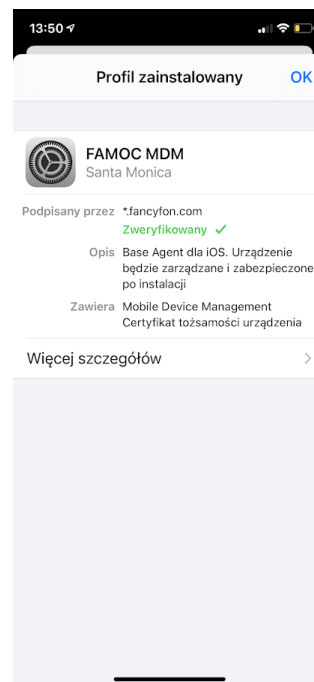 13:50
Profil zainstalowany
OK
FAMOC MDM
Santa Monica
Podpisany przez *.fancyfon.com
Zweryfikowany
Opis Base Agent dla iOS. Urządzenie
będzie zarządzane i zabezpieczone
po instalacji
Zawiera Mobile Device Management
Certyfikat tożsamości urządzenia
Więcej szczegółów